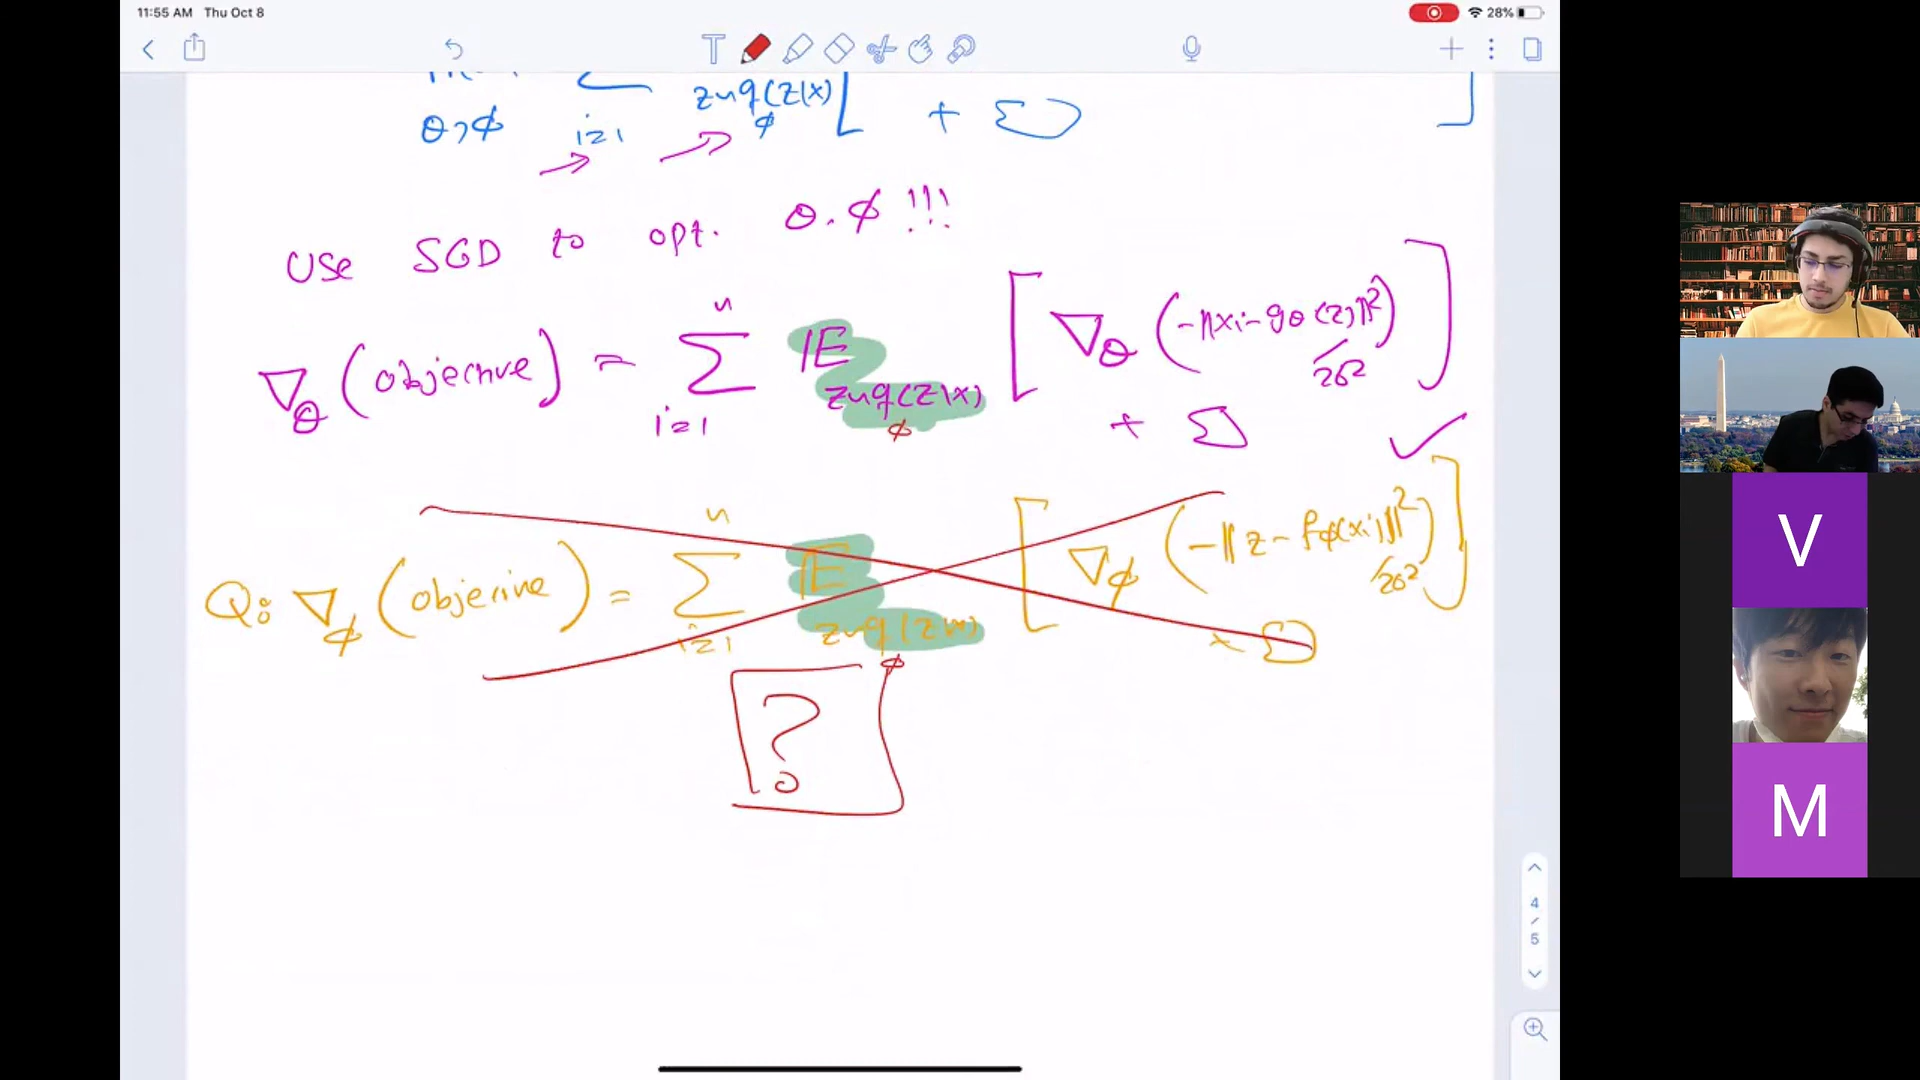 11:55 AM Thu Oct 8
28%
z~q(z|x)
ϕ
θ,ϕ
i=1
+
Use SGD to opt. θ.ϕ !!!
∇θ (objective) = n ∑ i=1 E z~qϕ(z|x) [ ∇θ (-||xi-gθ(z)||² /2σ²) + ]
Q: ∇ϕ (objective) = n ∑ i=1 E z~qϕ(z|x) [ ∇ϕ (-||z-fϕ(xi)||² /2σ²) + ]
?
4
/
5
V
M